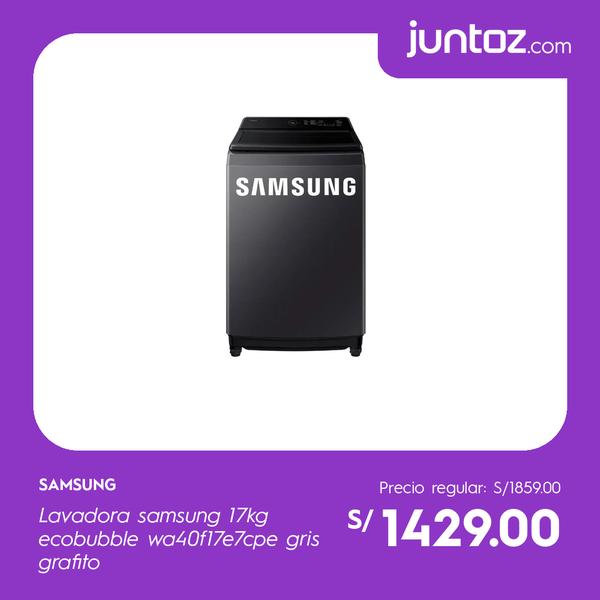 juntoz.com
SAMSUNG
SAMSUNG
Lavadora samsung 17kg
ecobubble wa40f17e7cpe gris
grafito
Precio regular: S/1859.00
S/ 1429.00